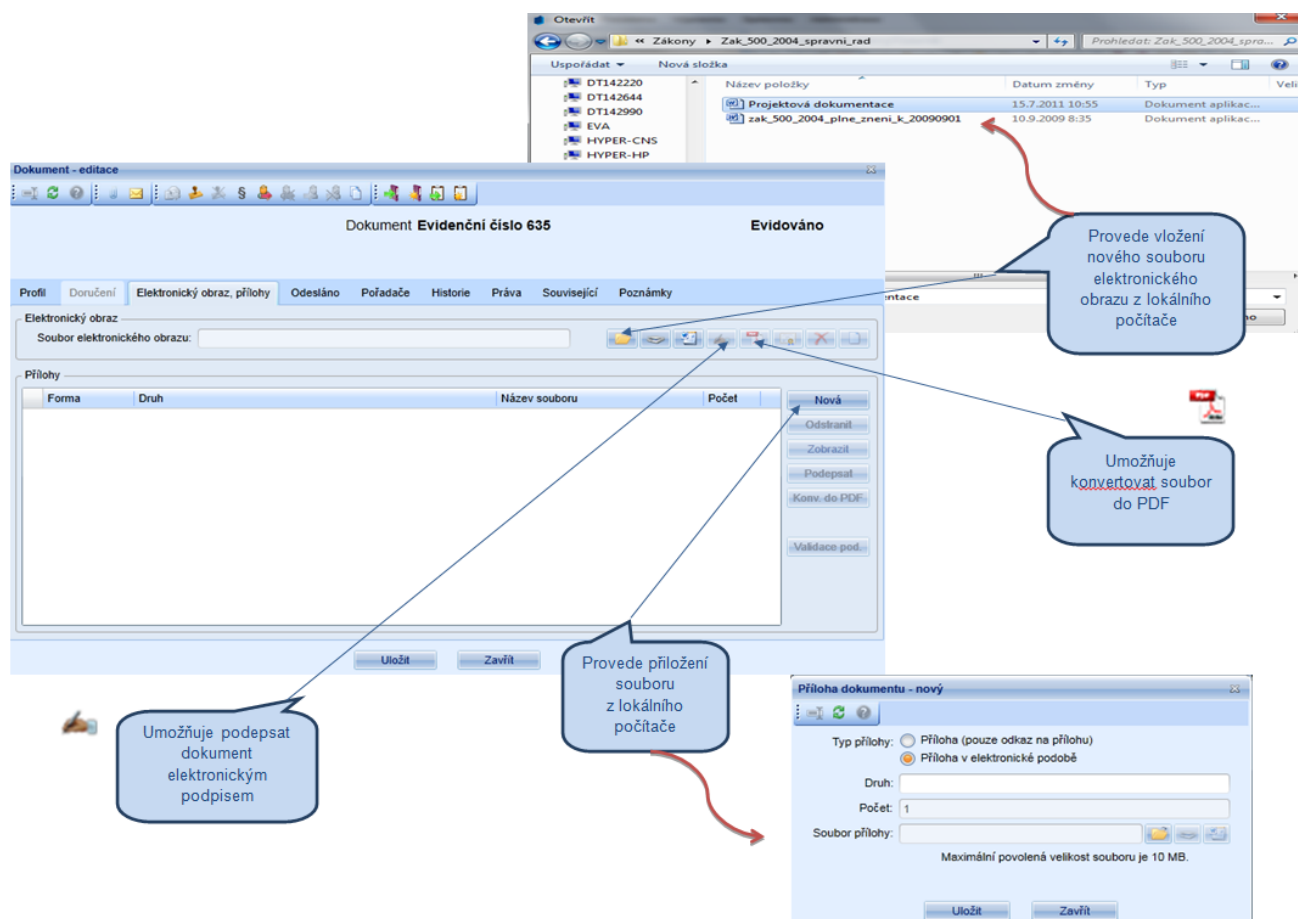 Otevřít
Zákony
Zak_500_2004_spravni_rad
Prohledat: Zak_500_2004_spra...
Uspořádat
Nová složka
Název položky
Datum změny
Typ
Veli
DT142220
DT142644
DT142990
EVA
HYPER-CNS
HYPER-HP
Projektová dokumentace
15.7.2011 10:55
Dokument aplikac...
zak_500_2004_plne_zneni_k_20090901
10.9.2009 8:35
Dokument aplikac...
Dokument - editace
Dokument Evidenční číslo 635
Evidováno
Profil
Doručení
Elektronický obraz, přílohy
Odesláno
Pořadače
Historie
Práva
Související
Poznámky
Elektronický obraz
Soubor elektronického obrazu:
Přílohy
Forma
Druh
Název souboru
Počet
Nová
Odstranit
Zobrazit
Podepsat
Konv. do PDF
Validace pod.
Uložit
Zavřít
Provede vložení
nového souboru
elektronického
obrazu z lokálního
počítače
entace
PDF
Umožňuje
konvertovat soubor
do PDF
Provede přiložení
souboru
z lokálního
počítače
Umožňuje podepsat
dokument
elektronickým
podpisem
Příloha dokumentu - nový
Typ přílohy:
Příloha (pouze odkaz na přílohu)
Příloha v elektronické podobě
Druh:
Počet:
1
Soubor přílohy:
Maximální povolená velikost souboru je 10 MB.
Uložit
Zavřít